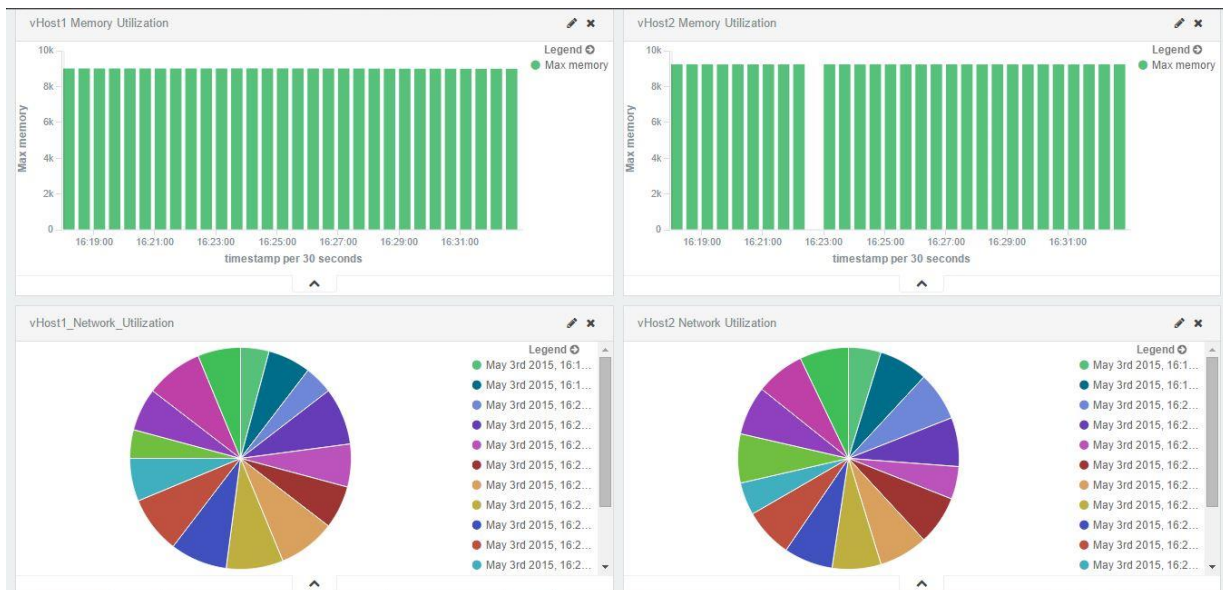 vHost1 Memory Utilization
Legend
Max memory
10k
8k
6k
4k
2k
0
Max memory
16:19:00 16:21:00 16:23:00 16:25:00 16:27:00 16:29:00 16:31:00
timestamp per 30 seconds
vHost2 Memory Utilization
Legend
Max memory
10k
8k
6k
4k
2k
0
Max memory
16:19:00 16:21:00 16:23:00 16:25:00 16:27:00 16:29:00 16:31:00
timestamp per 30 seconds
vHost1_Network_Utilization
Legend
May 3rd 2015, 16:1...
May 3rd 2015, 16:1...
May 3rd 2015, 16:2...
May 3rd 2015, 16:2...
May 3rd 2015, 16:2...
May 3rd 2015, 16:2...
May 3rd 2015, 16:2...
May 3rd 2015, 16:2...
May 3rd 2015, 16:2...
May 3rd 2015, 16:2...
May 3rd 2015, 16:2...
vHost2 Network Utilization
Legend
May 3rd 2015, 16:1...
May 3rd 2015, 16:1...
May 3rd 2015, 16:2...
May 3rd 2015, 16:2...
May 3rd 2015, 16:2...
May 3rd 2015, 16:2...
May 3rd 2015, 16:2...
May 3rd 2015, 16:2...
May 3rd 2015, 16:2...
May 3rd 2015, 16:2...
May 3rd 2015, 16:2...